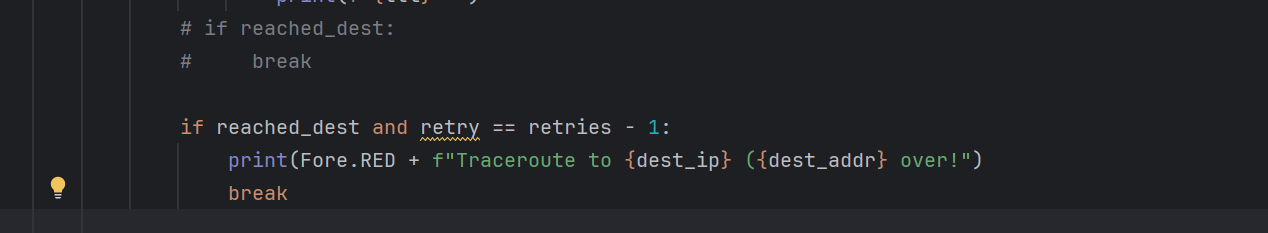 # if reached_dest:
#     break
if reached_dest and retry == retries - 1:
print(Fore.RED + f"Traceroute to {dest_ip} ({dest_addr} over!")
break